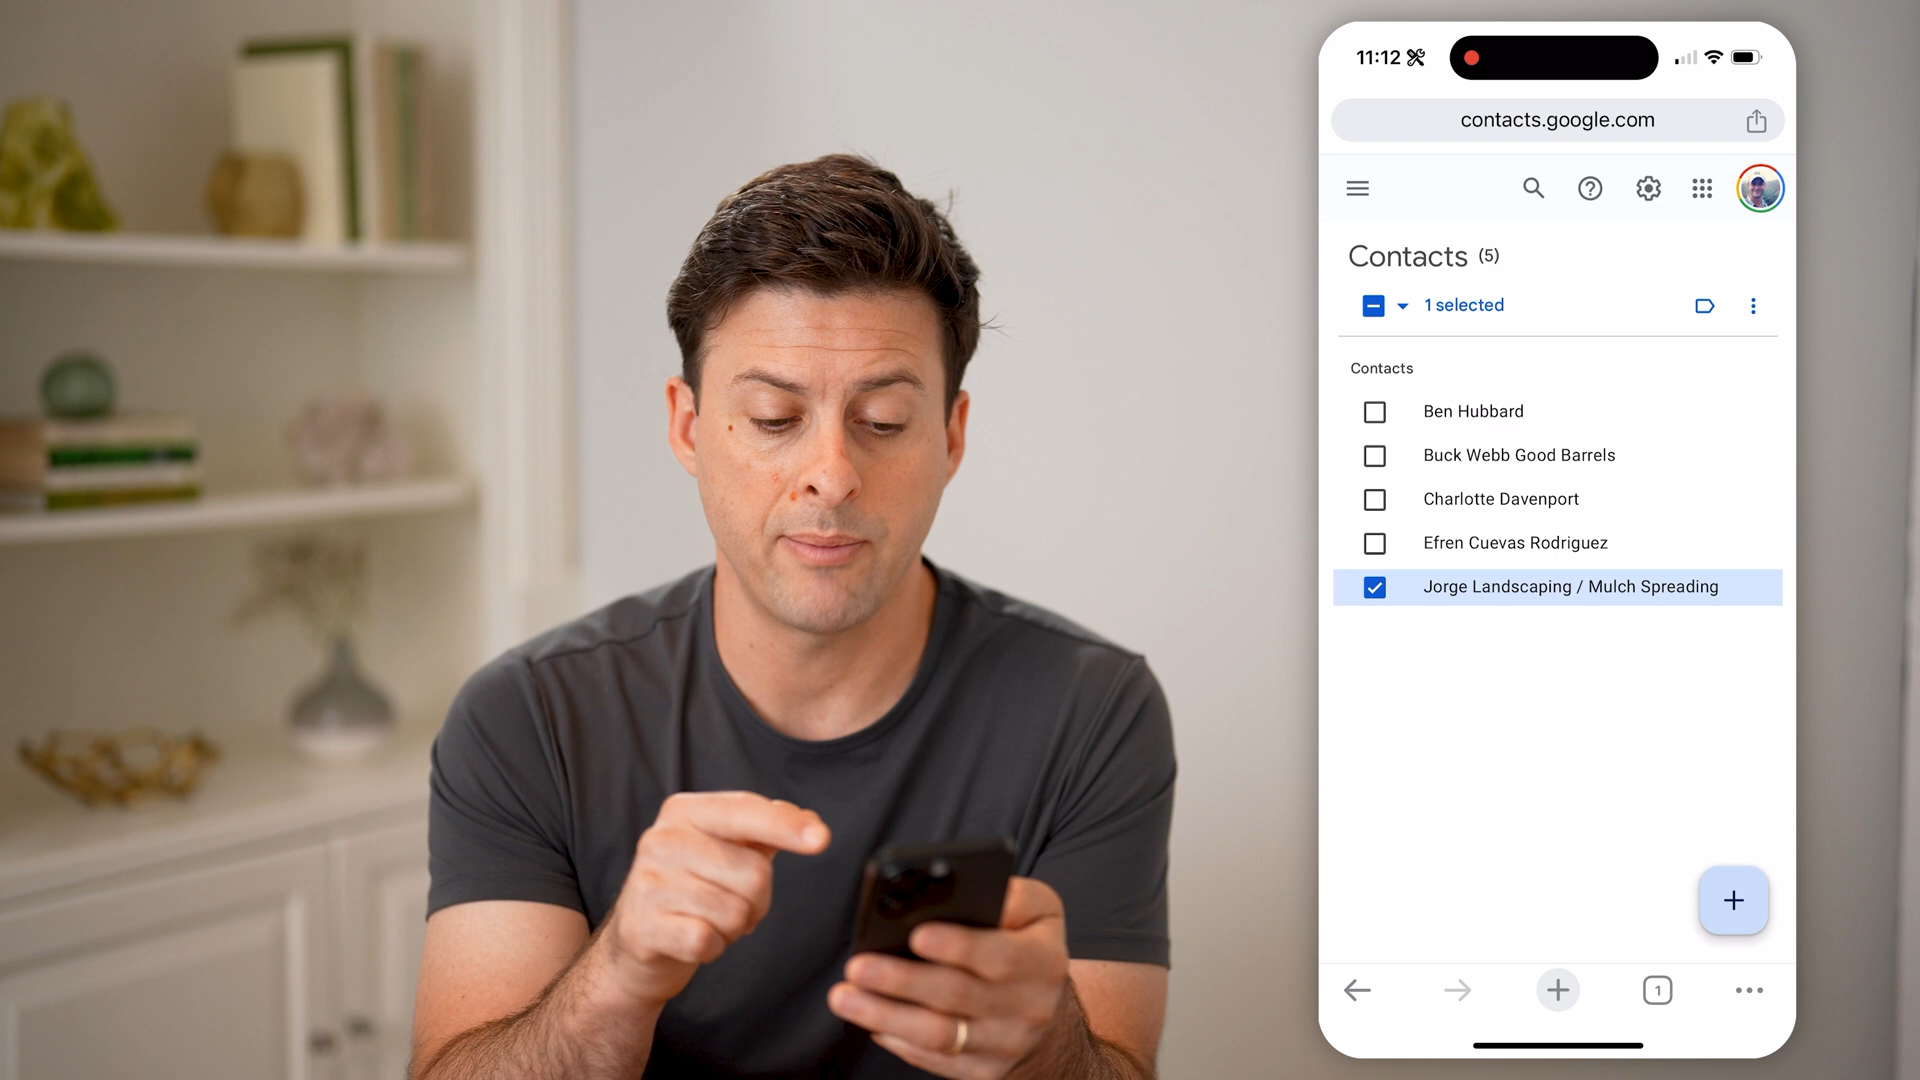 11:12
contacts.google.com
Contacts (5)
1 selected
Contacts
Ben Hubbard
Buck Webb Good Barrels
Charlotte Davenport
Efren Cuevas Rodriguez
Jorge Landscaping / Mulch Spreading
1